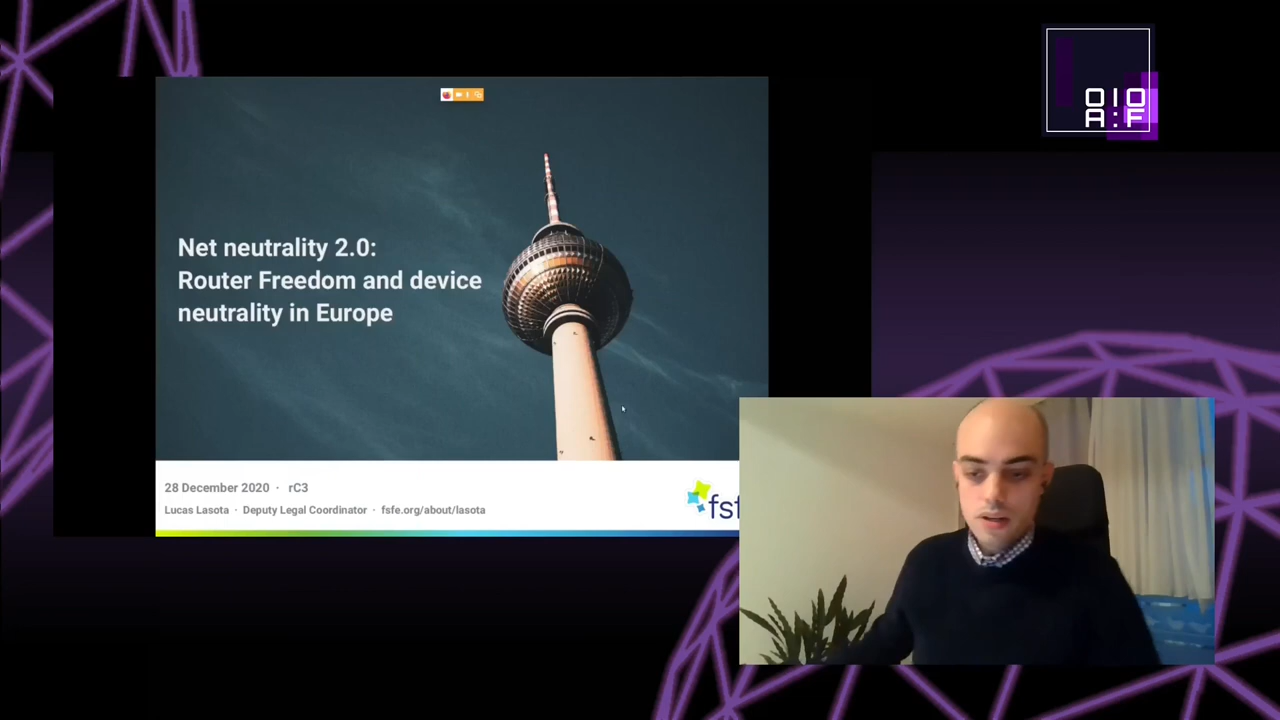 OIO
A:F
Net neutrality 2.0:
Router Freedom and device
neutrality in Europe
28 December 2020 · rC3
Lucas Lasota · Deputy Legal Coordinator · fsfe.org/about/lasota
fsf